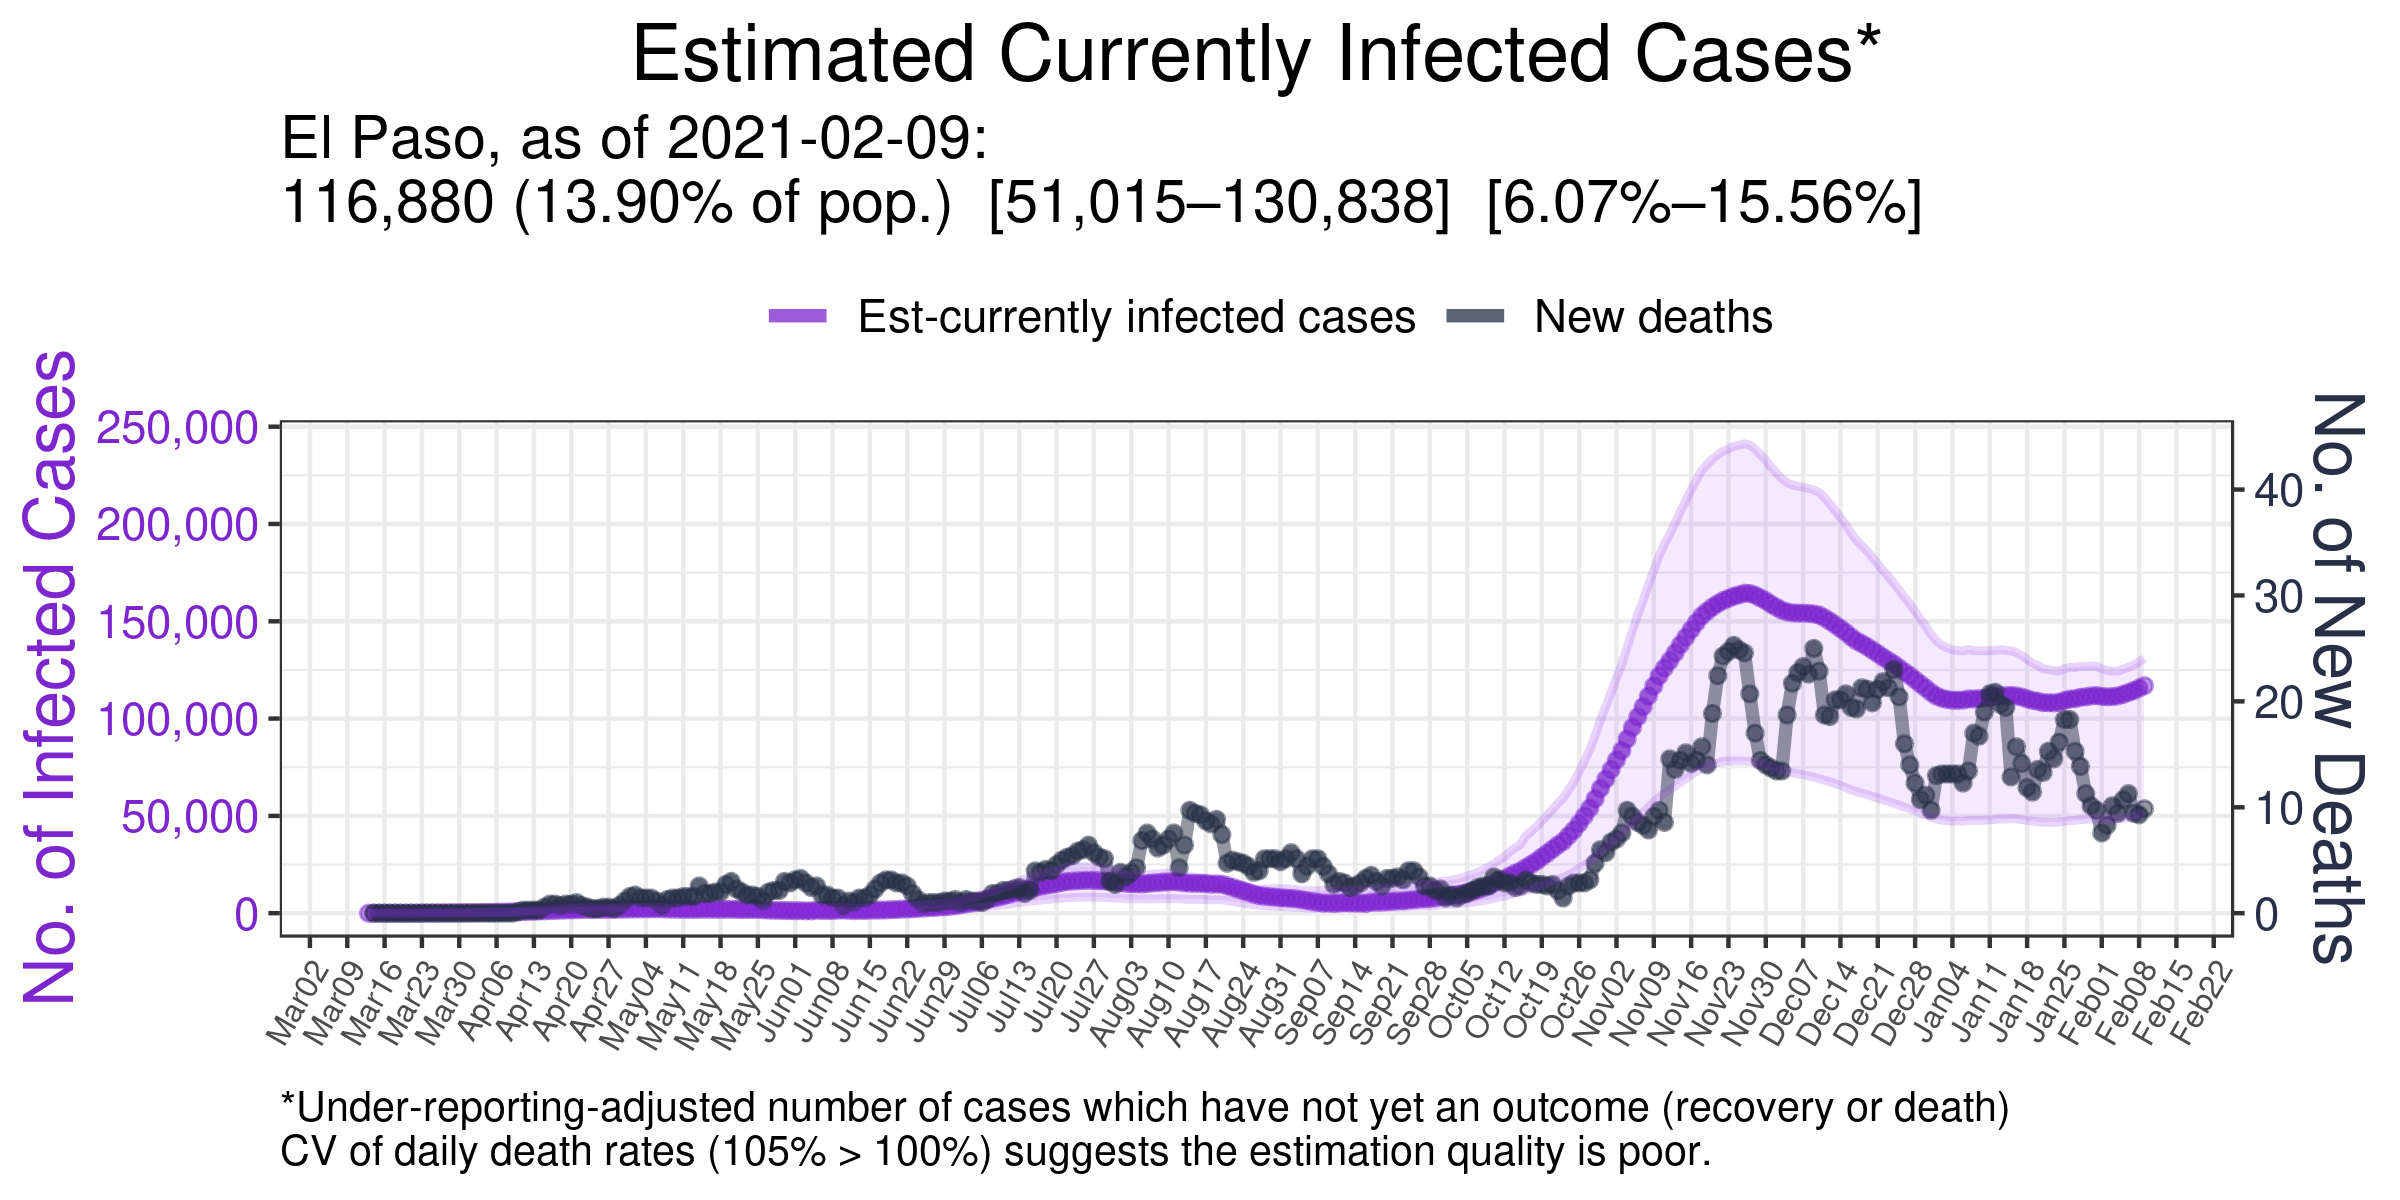 Estimated Currently Infected Cases*
El Paso, as of 2021-02-09:
116,880 (13.90% of pop.) [51,015–130,838] [6.07%–15.56%]
Est-currently infected cases
New deaths
No. of Infected Cases
250,000
200,000
150,000
100,000
50,000
0
No. of New Deaths
40
30
20
10
0
Mar02
Mar09
Mar16
Mar23
Mar30
Apr06
Apr13
Apr20
Apr27
May04
May11
May18
May25
Jun01
Jun08
Jun15
Jun22
Jun29
Jul06
Jul13
Jul20
Jul27
Aug03
Aug10
Aug17
Aug24
Aug31
Sep07
Sep14
Sep21
Sep28
Oct05
Oct12
Oct19
Oct26
Nov02
Nov09
Nov16
Nov23
Nov30
Dec07
Dec14
Dec21
Dec28
Jan04
Jan11
Jan18
Jan25
Feb01
Feb08
Feb15
Feb22
*Under-reporting-adjusted number of cases which have not yet an outcome (recovery or death)
CV of daily death rates (105% > 100%) suggests the estimation quality is poor.